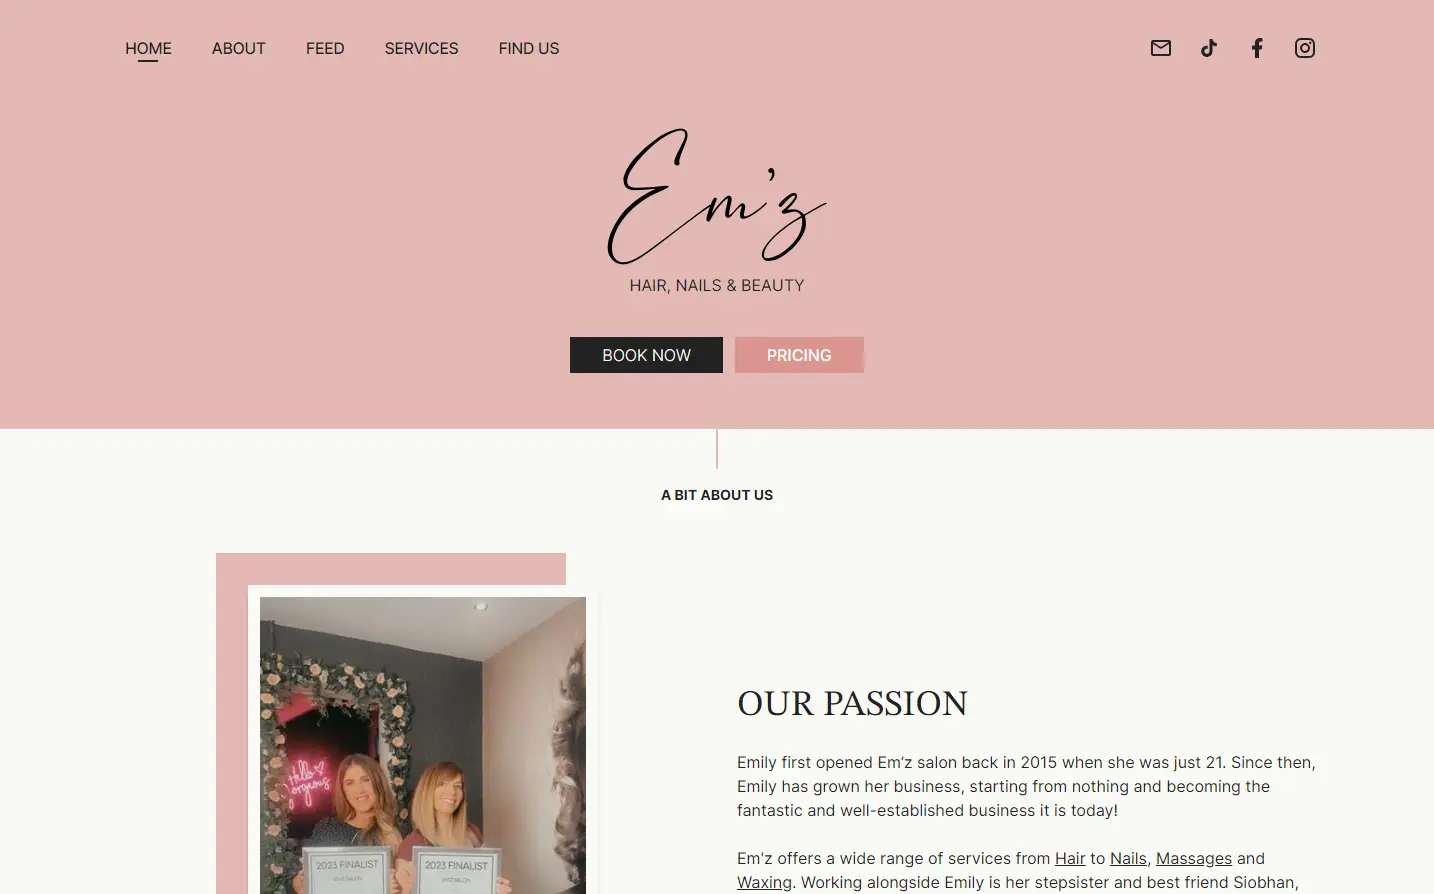 HOME ABOUT FEED SERVICES FIND US
Em'z
HAIR, NAILS & BEAUTY
BOOK NOW PRICING
A BIT ABOUT US
Hello
gorgeous
2023 FINALIST 2023 FINALIST
EM'Z SALON EM'Z SALON
OUR PASSION
Emily first opened Em’z salon back in 2015 when she was just 21. Since then,
Emily has grown her business, starting from nothing and becoming the
fantastic and well-established business it is today!
Em'z offers a wide range of services from Hair to Nails, Massages and
Waxing. Working alongside Emily is her stepsister and best friend Siobhan,